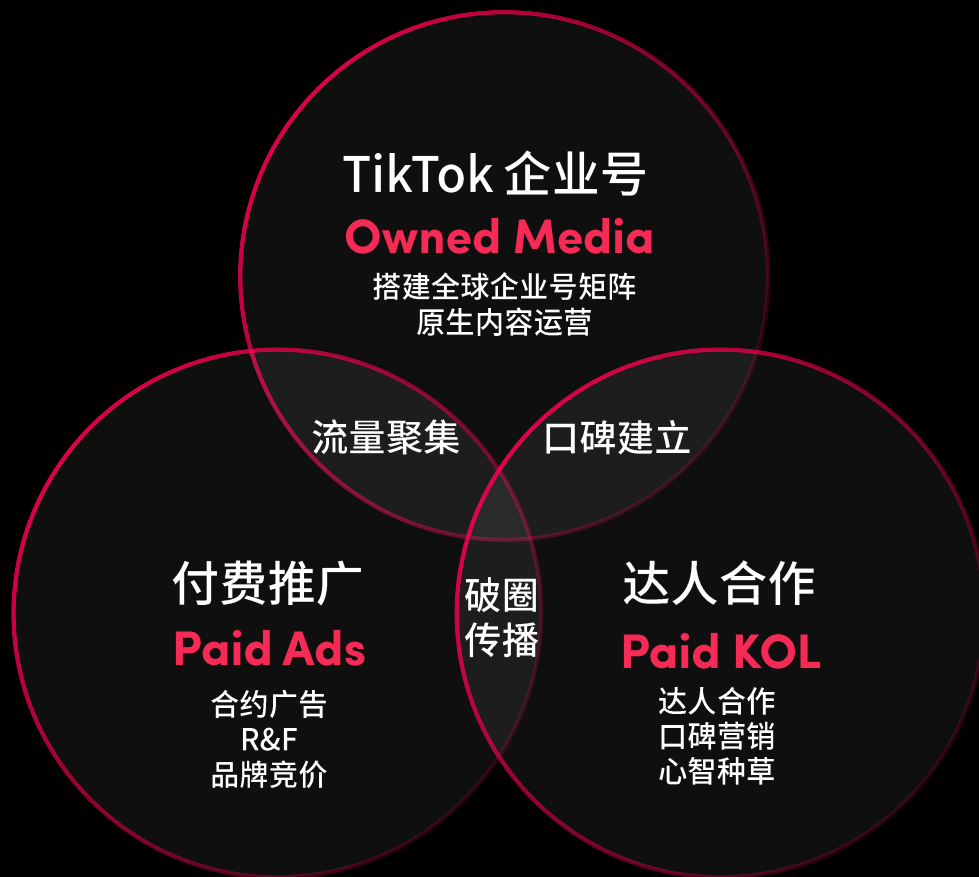 TikTok 企业号
Owned Media
搭建全球企业号矩阵
原生内容运营
流量聚集
口碑建立
付费推广
Paid Ads
合约广告
R&F
品牌竞价
破圈
传播
达人合作
Paid KOL
达人合作
口碑营销
心智种草